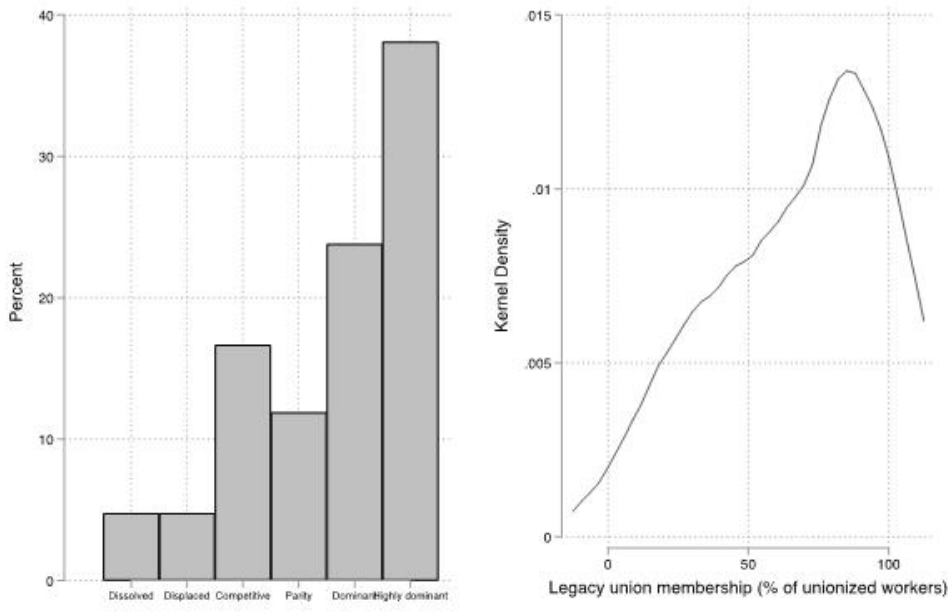 40
30
20
10
0
Percent
Dissolved Displaced Competitive Parity Dominant Highly dominant
.015
.01
.005
0
Kernel Density
0 50 100
Legacy union membership (% of unionized workers)